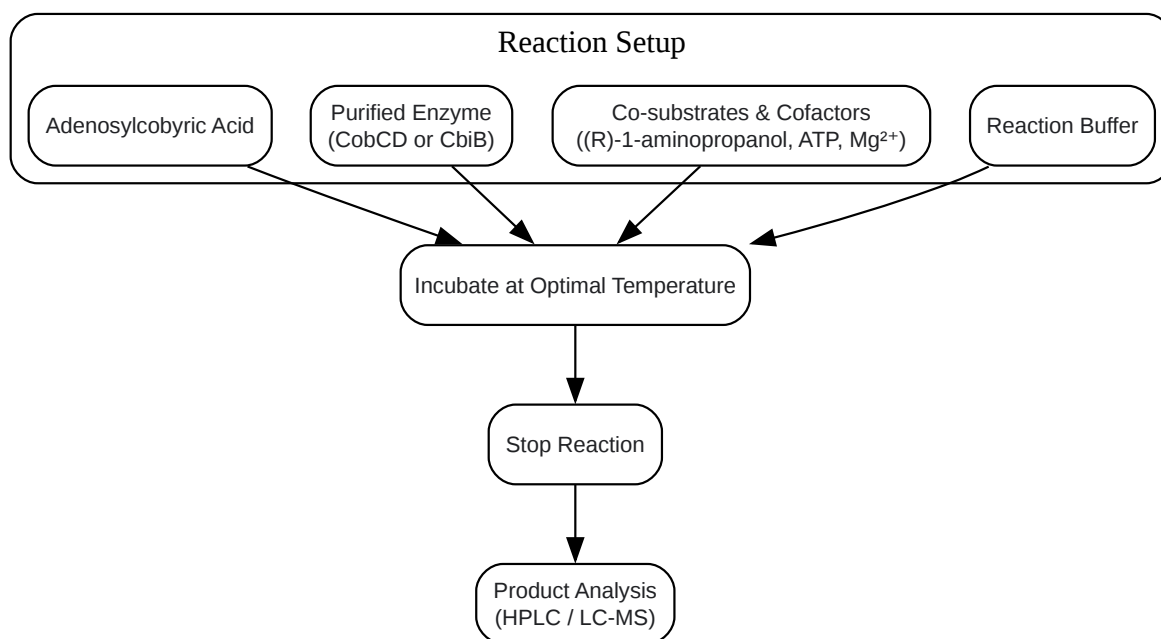 Reaction Setup
Adenosylcobyric Acid
Purified Enzyme
(CobCD or CbiB)
Co-substrates & Cofactors
((R)-1-aminopropanol, ATP, Mg²⁺)
Reaction Buffer
Incubate at Optimal Temperature
Stop Reaction
Product Analysis
(HPLC / LC-MS)